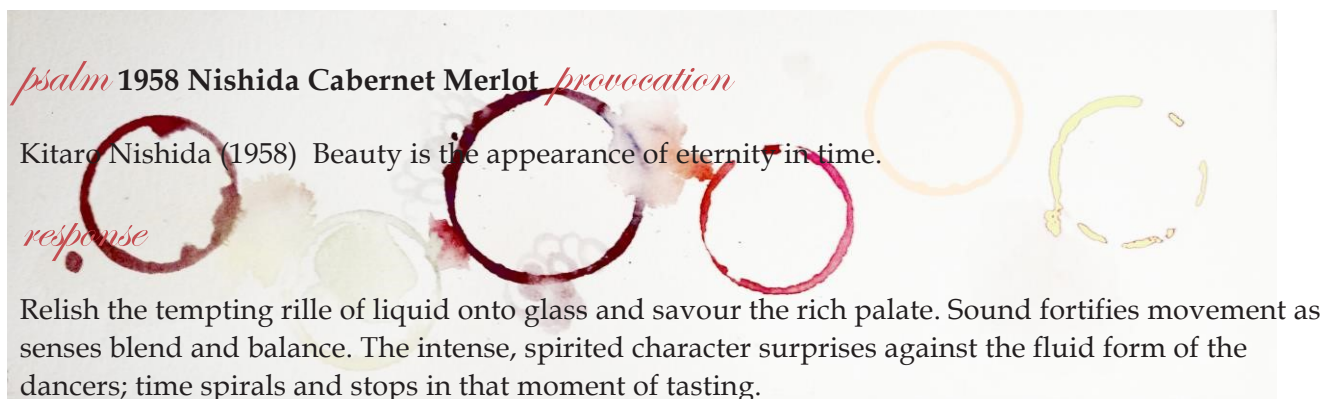 psalm 1958 Nishida Cabernet Merlot provocation
Kitaro Nishida (1958) Beauty is the appearance of eternity in time.
response
Relish the tempting rille of liquid onto glass and savour the rich palate. Sound fortifies movement as
senses blend and balance. The intense, spirited character surprises against the fluid form of the
dancers; time spirals and stops in that moment of tasting.